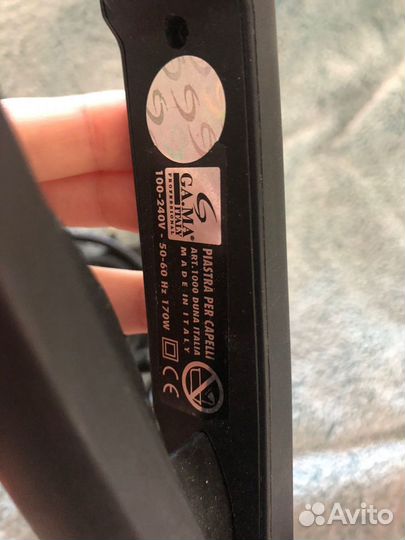 GA.MA
ITALY
PROFESSIONAL
PIASTRA PER CAPELLI
ART.1000 DUNA ITALIA
MADE IN ITALY
100-240V - 50-60 Hz 170W
CE
Avito